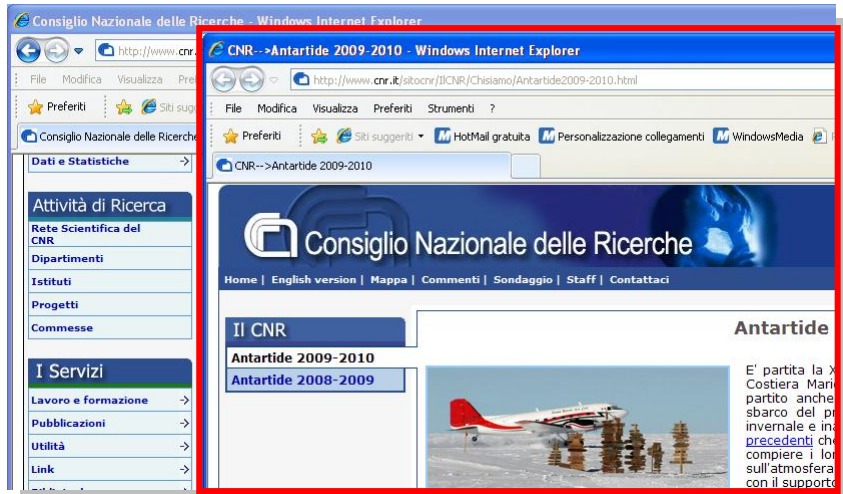 Consiglio Nazionale delle Ricerche - Windows Internet Explorer
http://www.cnr.
File Modifica Visualizza
Preferiti Siti
Consiglio Nazionale delle Ricerche
Dati e Statistiche
Attività di Ricerca
Rete Scientifica del
CNR
Dipartimenti
Istituti
Progetti
Commesse
I Servizi
Lavoro e formazione
Pubblicazioni
Utilità
Link
CNR-->Antartide 2009-2010 - Windows Internet Explorer
http://www.cnr.it/sitocnr/IlCNR/Chisiamo/Antartide2009-2010.html
File Modifica Visualizza Preferiti Strumenti ?
Preferiti Siti suggeriti HotMail gratuita Personalizzazione collegamenti WindowsMedia
CNR-->Antartide 2009-2010
Consiglio Nazionale delle Ricerche
Home | English version | Mappa | Commenti | Sondaggio | Staff | Contattaci
Il CNR
Antartide 2009-2010
Antartide 2008-2009
Antartide
E' partita la X
Costiera Mari
partito anche
sbarco del pr
invernale e ina
precedenti che
compiere i lor
sull'atmosfera
con il supporto